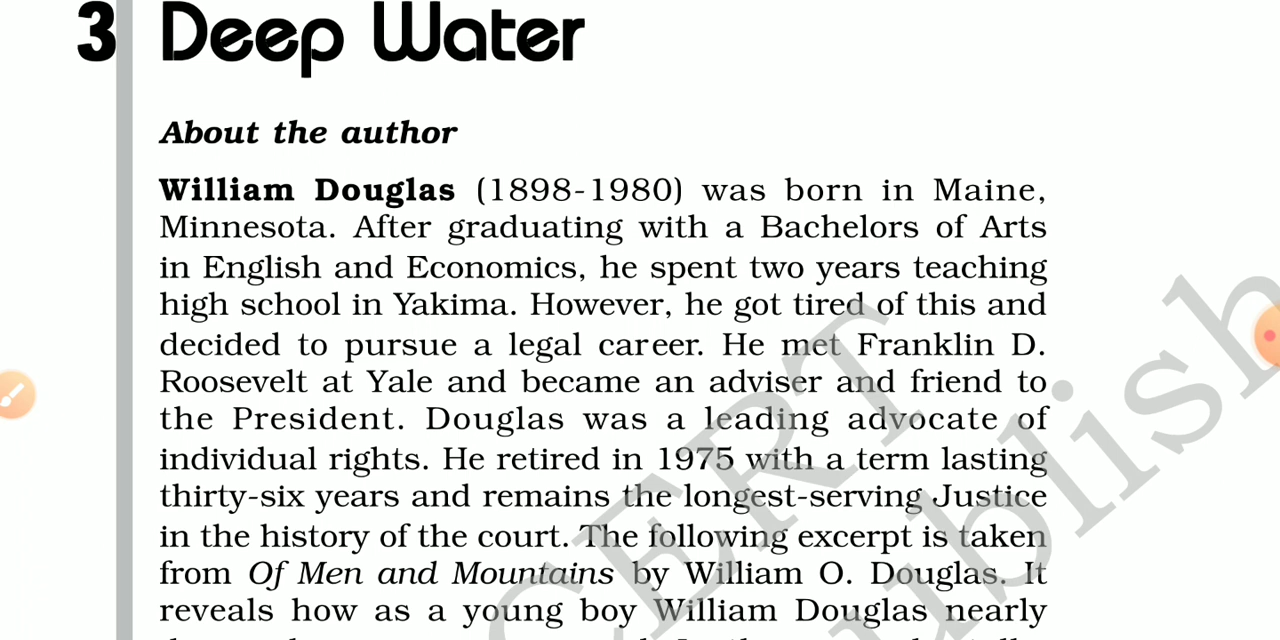 3 Deep Water
About the author
William Douglas (1898-1980) was born in Maine,
Minnesota. After graduating with a Bachelors of Arts
in English and Economics, he spent two years teaching
high school in Yakima. However, he got tired of this and
decided to pursue a legal career. He met Franklin D.
Roosevelt at Yale and became an adviser and friend to
the President. Douglas was a leading advocate of
individual rights. He retired in 1975 with a term lasting
thirty-six years and remains the longest-serving Justice
in the history of the court. The following excerpt is taken
from Of Men and Mountains by William O. Douglas. It
reveals how as a young boy William Douglas nearly